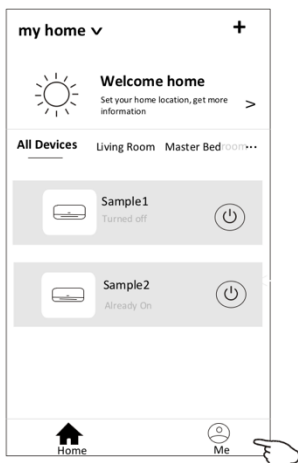 my home
Welcome home
Set your home location, get more
information
All Devices Living Room Master Bedroom
Sample1
Turned off
Sample2
Already On
Home Me